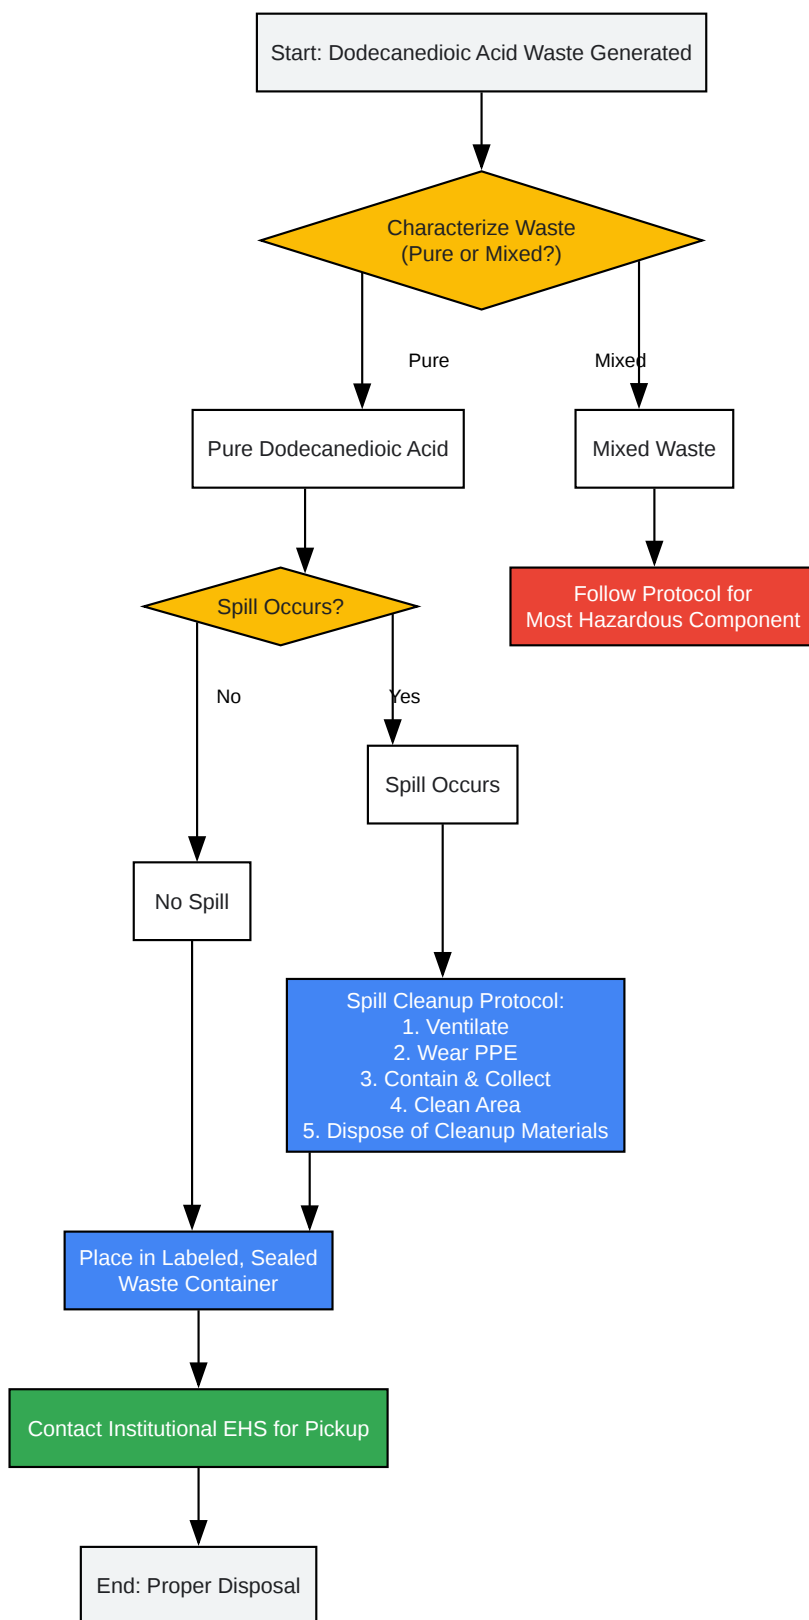 Start: Dodecanedioic Acid Waste Generated
Characterize Waste
(Pure or Mixed?)
Pure
Mixed
Pure Dodecanedioic Acid
Mixed Waste
Spill Occurs?
Follow Protocol for
Most Hazardous Component
No
Yes
Spill Occurs
No Spill
Spill Cleanup Protocol:
1. Ventilate
2. Wear PPE
3. Contain & Collect
4. Clean Area
5. Dispose of Cleanup Materials
Place in Labeled, Sealed
Waste Container
Contact Institutional EHS for Pickup
End: Proper Disposal